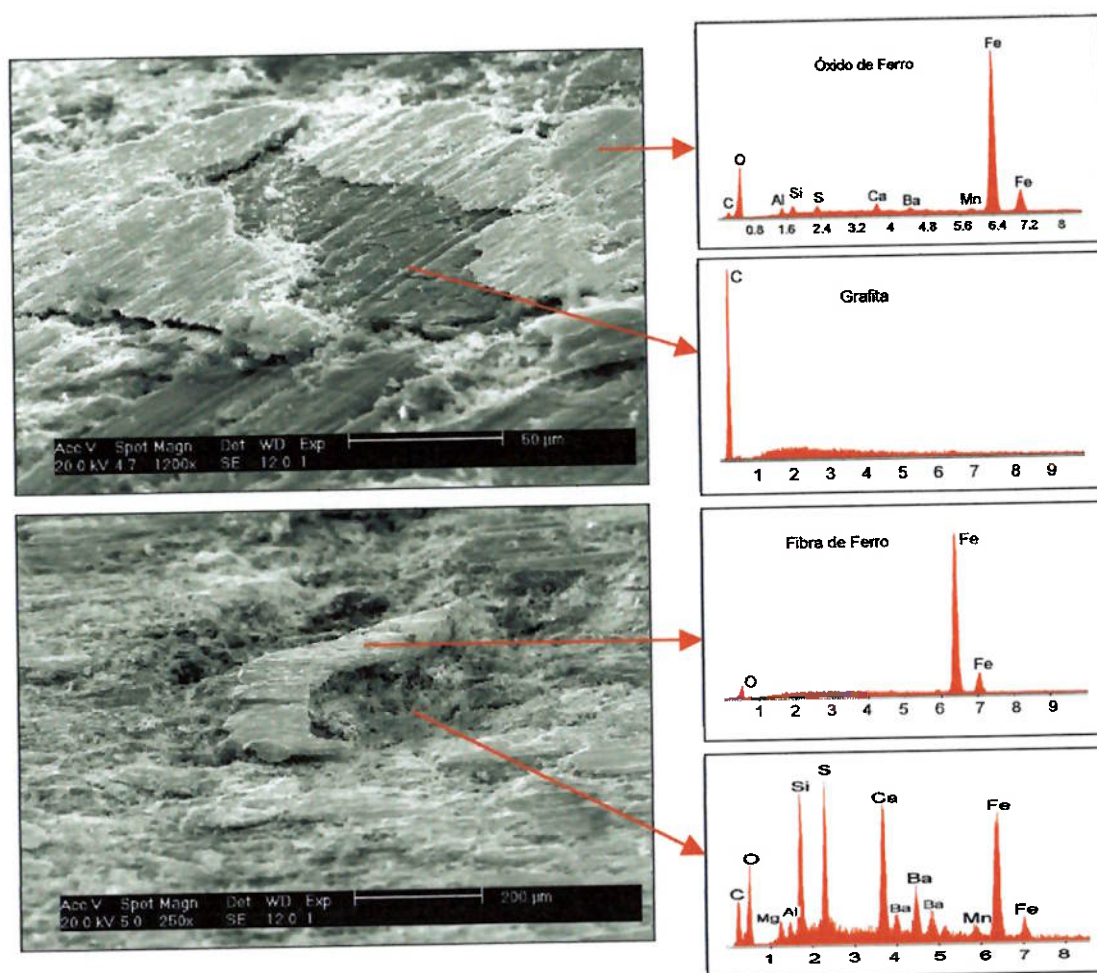 Acc.V Spot Magn Det WD Exp 50 µm
20.0 kV 4.7 1200x SE 12.0 1
Óxido de Ferro
Fe
O
C Al Si S Ca Ba Mn Fe
0.8 1.6 2.4 3.2 4 4.8 5.6 6.4 7.2 8
C
Grafita
1 2 3 4 5 6 7 8 9
Acc.V Spot Magn Det WD Exp 200 µm
20.0 kV 5.0 250x SE 12.0 1
Fibra de Ferro
Fe
Fe
O
1 2 3 4 5 6 7 8 9
C O Mg Al Si S Ca Ba Ba Ba Mn Fe Fe
1 2 3 4 5 6 7 8